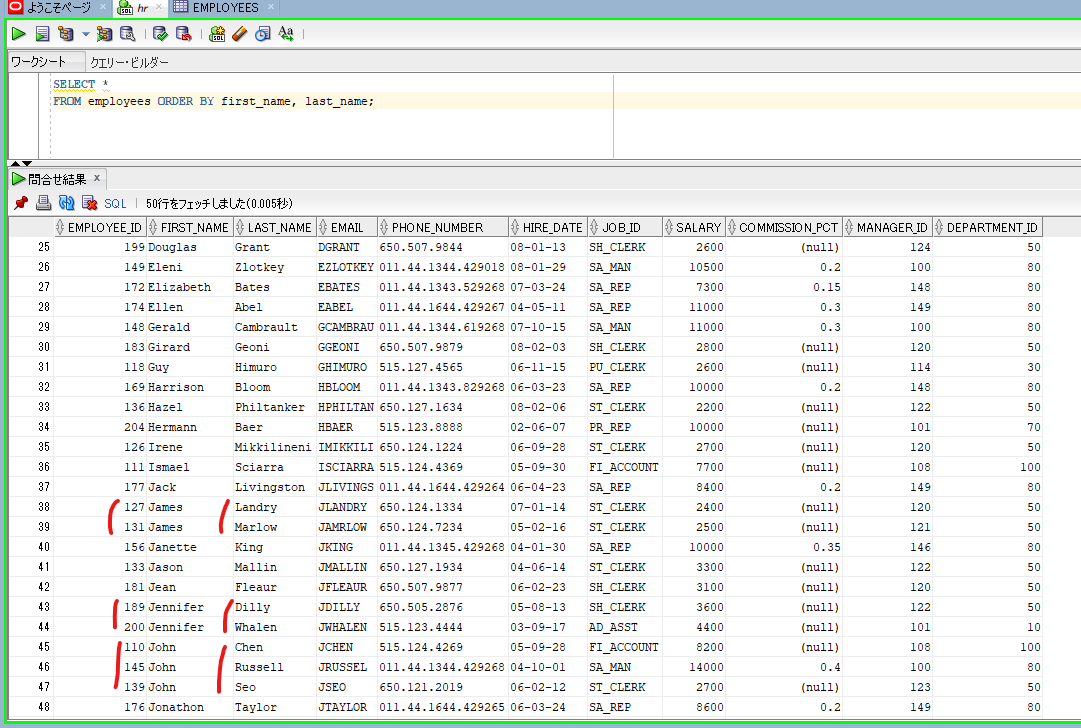 ようこそページ hr EMPLOYEES
ワークシート クエリー・ビルダー
SELECT *
FROM employees ORDER BY first_name, last_name;
問合せ結果
SQL 50行をフェッチしました(0.005秒)
EMPLOYEE_ID FIRST_NAME LAST_NAME EMAIL PHONE_NUMBER HIRE_DATE JOB_ID SALARY COMMISSION_PCT MANAGER_ID DEPARTMENT_ID
25 199 Douglas Grant DGRANT 650.507.9844 08-01-13 SH_CLERK 2600 (null) 124 50
26 149 Eleni Zlotkey EZLOTKEY 011.44.1344.429018 08-01-29 SA_MAN 10500 0.2 100 80
27 172 Elizabeth Bates EBATES 011.44.1343.529268 07-03-24 SA_REP 7300 0.15 148 80
28 174 Ellen Abel EABEL 011.44.1644.429267 04-05-11 SA_REP 11000 0.3 149 80
29 148 Gerald Cambrault GCAMBRAU 011.44.1344.619268 07-10-15 SA_MAN 11000 0.3 100 80
30 183 Girard Geoni GGEONI 650.507.9879 08-02-03 SH_CLERK 2800 (null) 120 50
31 118 Guy Himuro GHIMURO 515.127.4565 06-11-15 PU_CLERK 2600 (null) 114 30
32 169 Harrison Bloom HBLOOM 011.44.1343.829268 06-03-23 SA_REP 10000 0.2 148 80
33 136 Hazel Philtanker HPHILTAN 650.127.1634 08-02-06 ST_CLERK 2200 (null) 122 50
34 204 Hermann Baer HBAER 515.123.8888 02-06-07 PR_REP 10000 (null) 101 70
35 126 Irene Mikkilineni IMIKKILI 650.124.1224 06-09-28 ST_CLERK 2700 (null) 120 50
36 111 Ismael Sciarra ISCIARRA 515.124.4369 05-09-30 FI_ACCOUNT 7700 (null) 108 100
37 177 Jack Livingston JLIVINGS 011.44.1644.429264 06-04-23 SA_REP 8400 0.2 149 80
38 127 James Landry JLANDRY 650.124.1334 07-01-14 ST_CLERK 2400 (null) 120 50
39 131 James Marlow JAMRLOW 650.124.7234 05-02-16 ST_CLERK 2500 (null) 121 50
40 156 Janette King JKING 011.44.1345.429268 04-01-30 SA_REP 10000 0.35 146 80
41 133 Jason Mallin JMALLIN 650.127.1934 04-06-14 ST_CLERK 3300 (null) 122 50
42 181 Jean Fleaur JFLEAUR 650.507.9877 06-02-23 SH_CLERK 3100 (null) 120 50
43 189 Jennifer Dilly JDILLY 650.505.2876 05-08-13 SH_CLERK 3600 (null) 122 50
44 200 Jennifer Whalen JWHALEN 515.123.4444 03-09-17 AD_ASST 4400 (null) 101 10
45 110 John Chen JCHEN 515.124.4269 05-09-28 FI_ACCOUNT 8200 (null) 108 100
46 145 John Russell JRUSSEL 011.44.1344.429268 04-10-01 SA_MAN 14000 0.4 100 80
47 139 John Seo JSEO 650.121.2019 06-02-12 ST_CLERK 2700 (null) 123 50
48 176 Jonathon Taylor JTAYLOR 011.44.1644.429265 06-03-24 SA_REP 8600 0.2 149 80